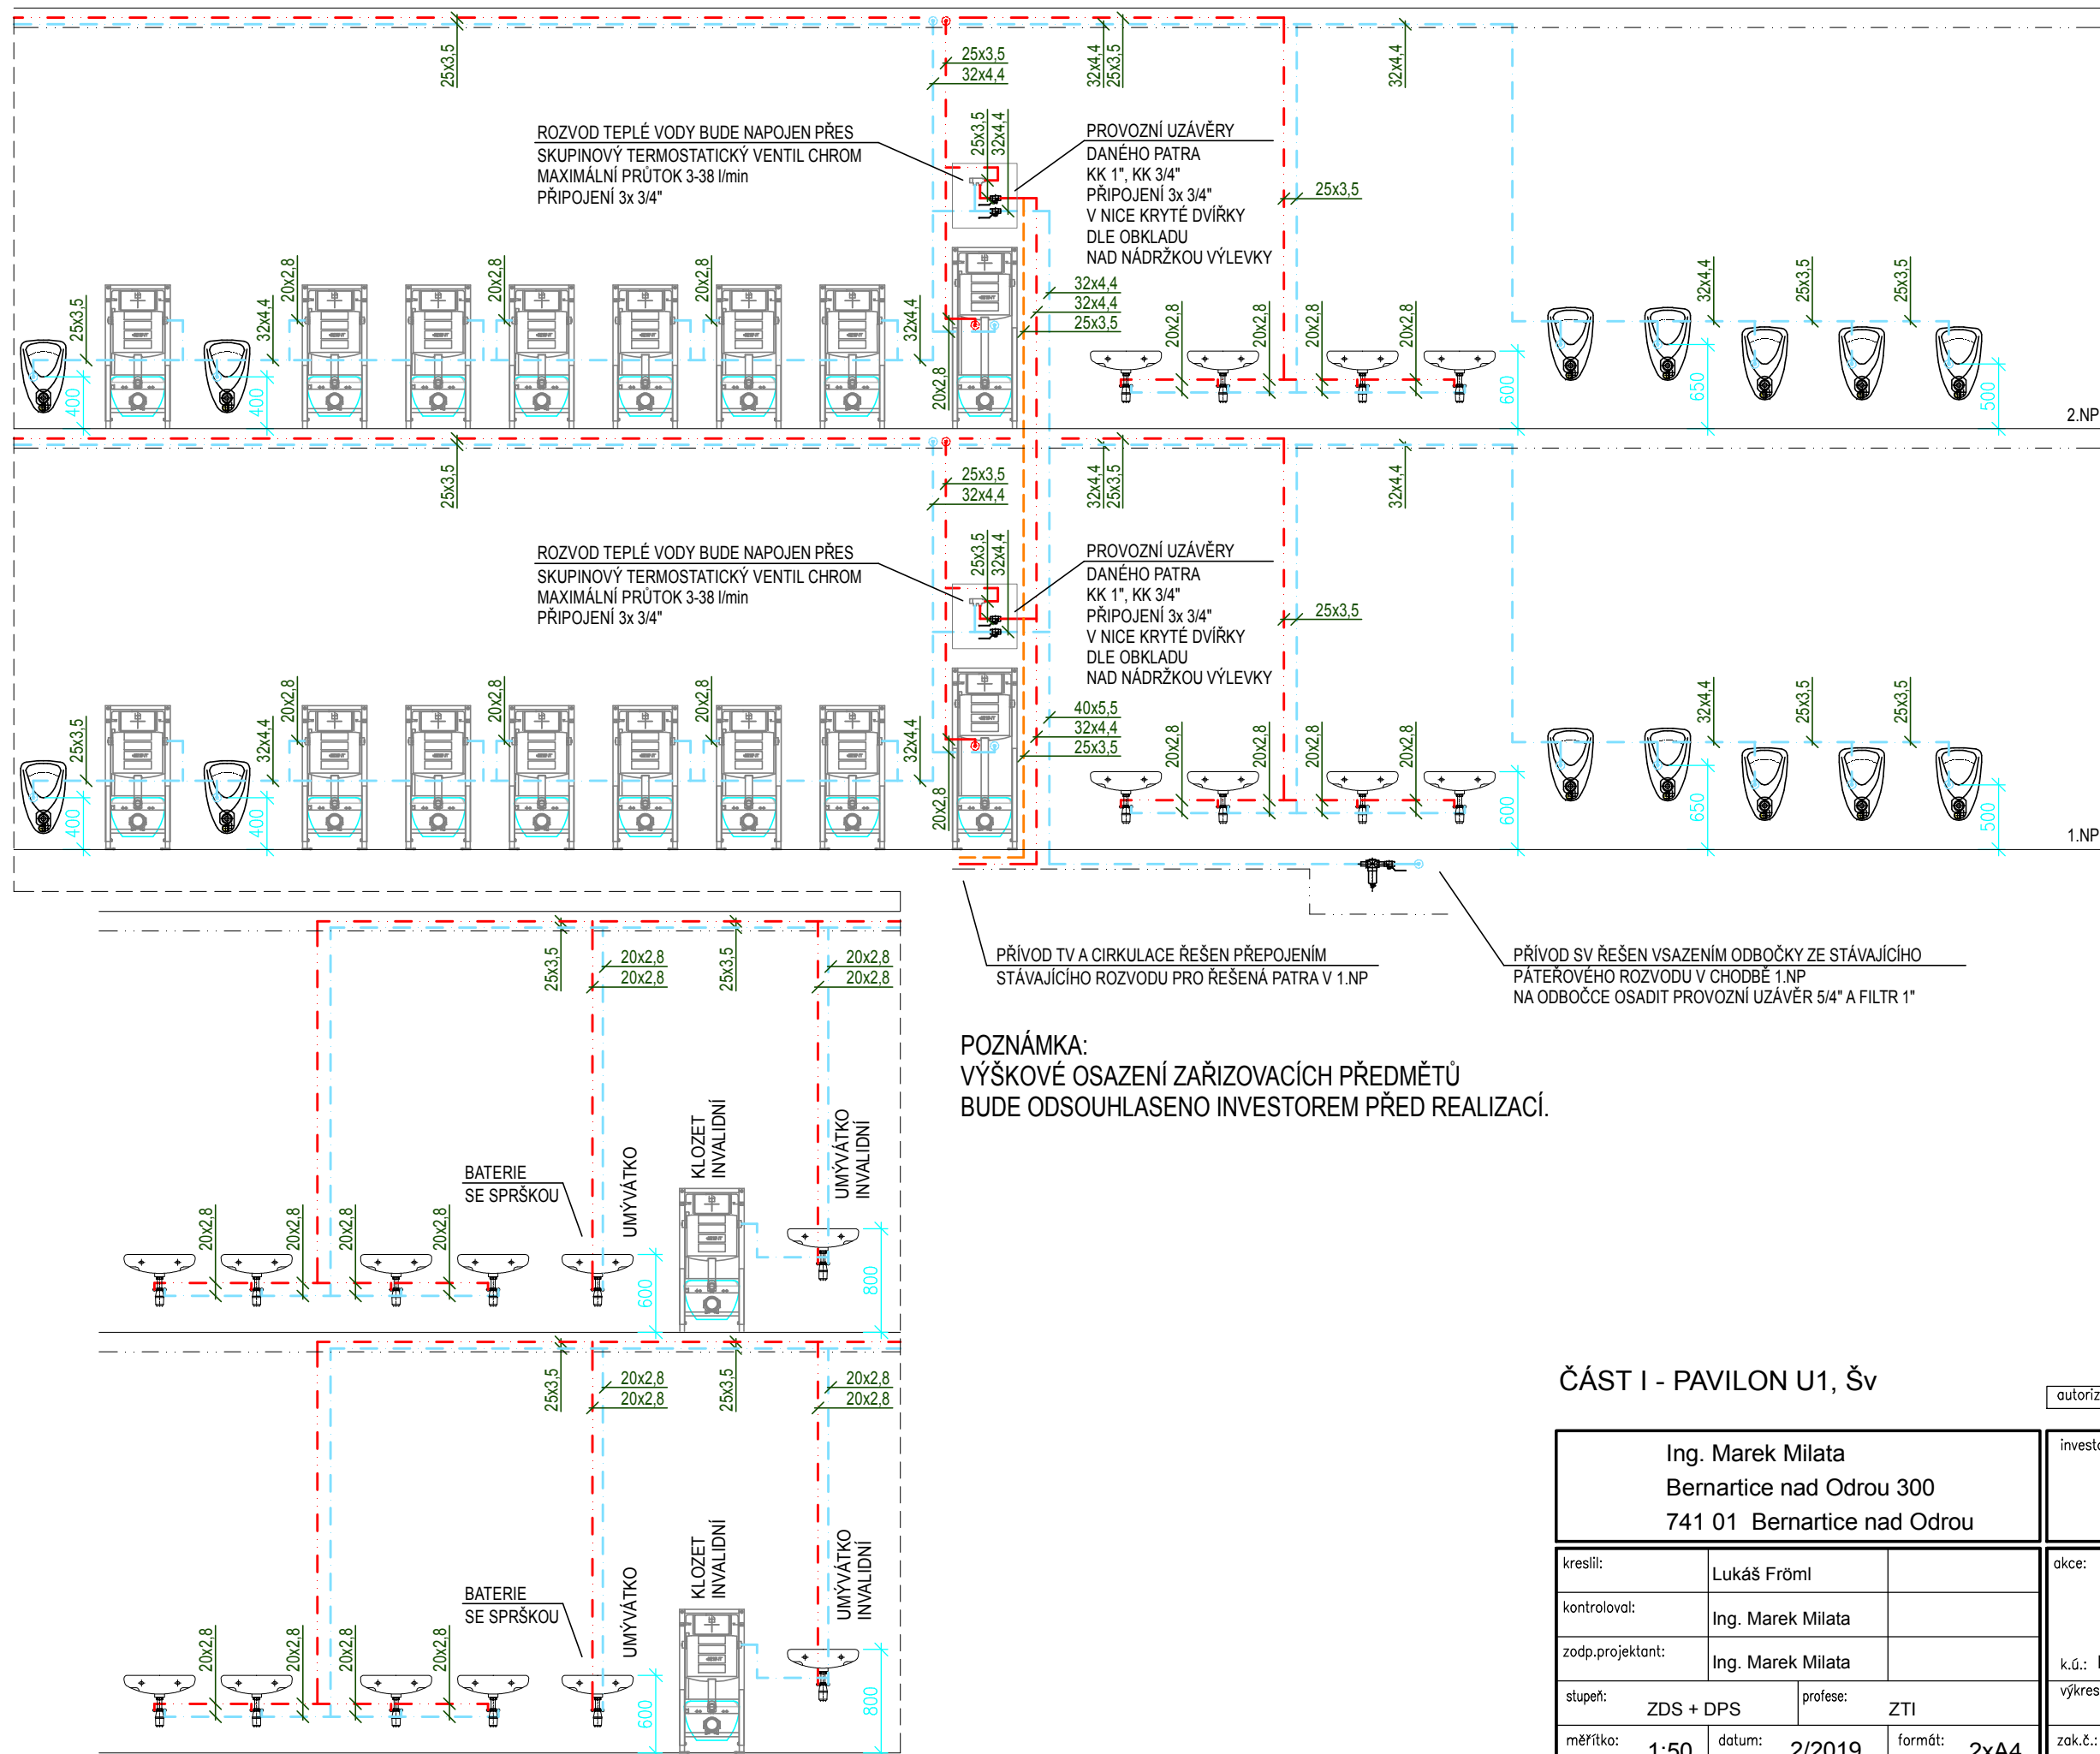 25x3,5
25x3,5
32x4,4
32x4,4
25x3,5
32x4,4
ROZVOD TEPLÉ VODY BUDE NAPOJEN PŘES
SKUPINOVÝ TERMOSTATICKÝ VENTIL CHROM
MAXIMÁLNÍ PRŮTOK 3-38 l/min
PŘIPOJENÍ 3x 3/4"
25x3,5
32x4,4
PROVOZNÍ UZÁVĚRY
DANÉHO PATRA
KK 1", KK 3/4"
PŘIPOJENÍ 3x 3/4"
V NICE KRYTÉ DVÍŘKY
DLE OBKLADU
NAD NÁDRŽKOU VÝLEVKY
25x3,5
25x3,5
32x4,4
20x2,8
20x2,8
20x2,8
32x4,4
20x2,8
32x4,4
32x4,4
25x3,5
20x2,8
20x2,8
20x2,8
20x2,8
32x4,4
25x3,5
25x3,5
400
400
600
650
500
2.NP
25x3,5
25x3,5
32x4,4
32x4,4
25x3,5
32x4,4
ROZVOD TEPLÉ VODY BUDE NAPOJEN PŘES
SKUPINOVÝ TERMOSTATICKÝ VENTIL CHROM
MAXIMÁLNÍ PRŮTOK 3-38 l/min
PŘIPOJENÍ 3x 3/4"
25x3,5
32x4,4
PROVOZNÍ UZÁVĚRY
DANÉHO PATRA
KK 1", KK 3/4"
PŘIPOJENÍ 3x 3/4"
V NICE KRYTÉ DVÍŘKY
DLE OBKLADU
NAD NÁDRŽKOU VÝLEVKY
25x3,5
25x3,5
32x4,4
20x2,8
20x2,8
20x2,8
32x4,4
20x2,8
40x5,5
32x4,4
25x3,5
20x2,8
20x2,8
20x2,8
20x2,8
32x4,4
25x3,5
25x3,5
400
400
600
650
500
1.NP
PŘÍVOD TV A CIRKULACE ŘEŠEN PŘEPOJENÍM
STÁVAJÍCÍHO ROZVODU PRO ŘEŠENÁ PATRA V 1.NP
PŘÍVOD SV ŘEŠEN VSAZENÍM ODBOČKY ZE STÁVAJÍCÍHO
PÁTEŘOVÉHO ROZVODU V CHODBĚ 1.NP
NA ODBOČCE OSADIT PROVOZNÍ UZÁVĚR 5/4" A FILTR 1"
POZNÁMKA:
VÝŠKOVÉ OSAZENÍ ZAŘIZOVACÍCH PŘEDMĚTŮ
BUDE ODSOUHLASENO INVESTOREM PŘED REALIZACÍ.
25x3,5
20x2,8
20x2,8
25x3,5
20x2,8
20x2,8
BATERIE
SE SPRŠKOU
UMÝVÁTKO
KLOZET
INVALIDNÍ
UMÝVÁTKO
INVALIDNÍ
20x2,8
20x2,8
20x2,8
20x2,8
600
800
25x3,5
20x2,8
20x2,8
25x3,5
20x2,8
20x2,8
BATERIE
SE SPRŠKOU
UMÝVÁTKO
KLOZET
INVALIDNÍ
UMÝVÁTKO
INVALIDNÍ
20x2,8
20x2,8
20x2,8
20x2,8
600
800
ČÁST I - PAVILON U1, Šv
autoriz
Ing. Marek Milata
Bernartice nad Odrou 300
741 01 Bernartice nad Odrou
investo
kreslil: Lukáš Fröml
akce:
kontroloval: Ing. Marek Milata
zodp.projektant: Ing. Marek Milata
k.ú.:
stupeň: ZDS + DPS profese: ZTI
výkres
měřítko: 1:50 datum: 2/2019 formát: 2xA4
zak.č.: